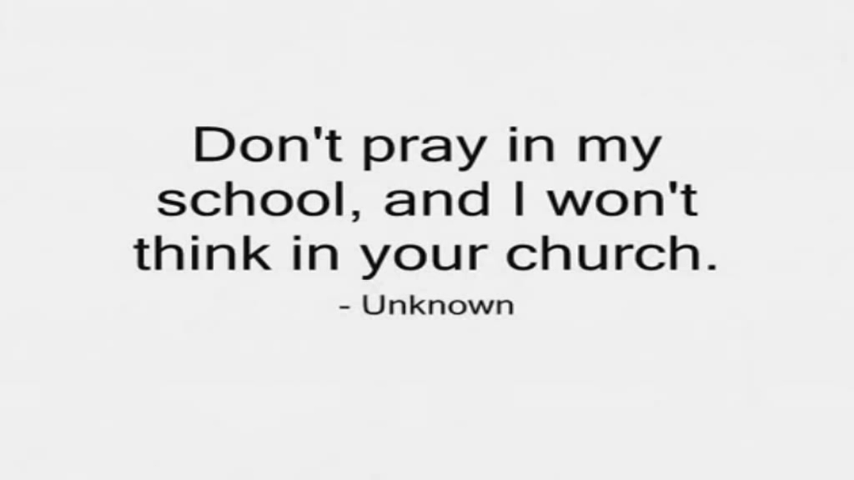 Don't pray in my
school, and I won't
think in your church.
- Unknown